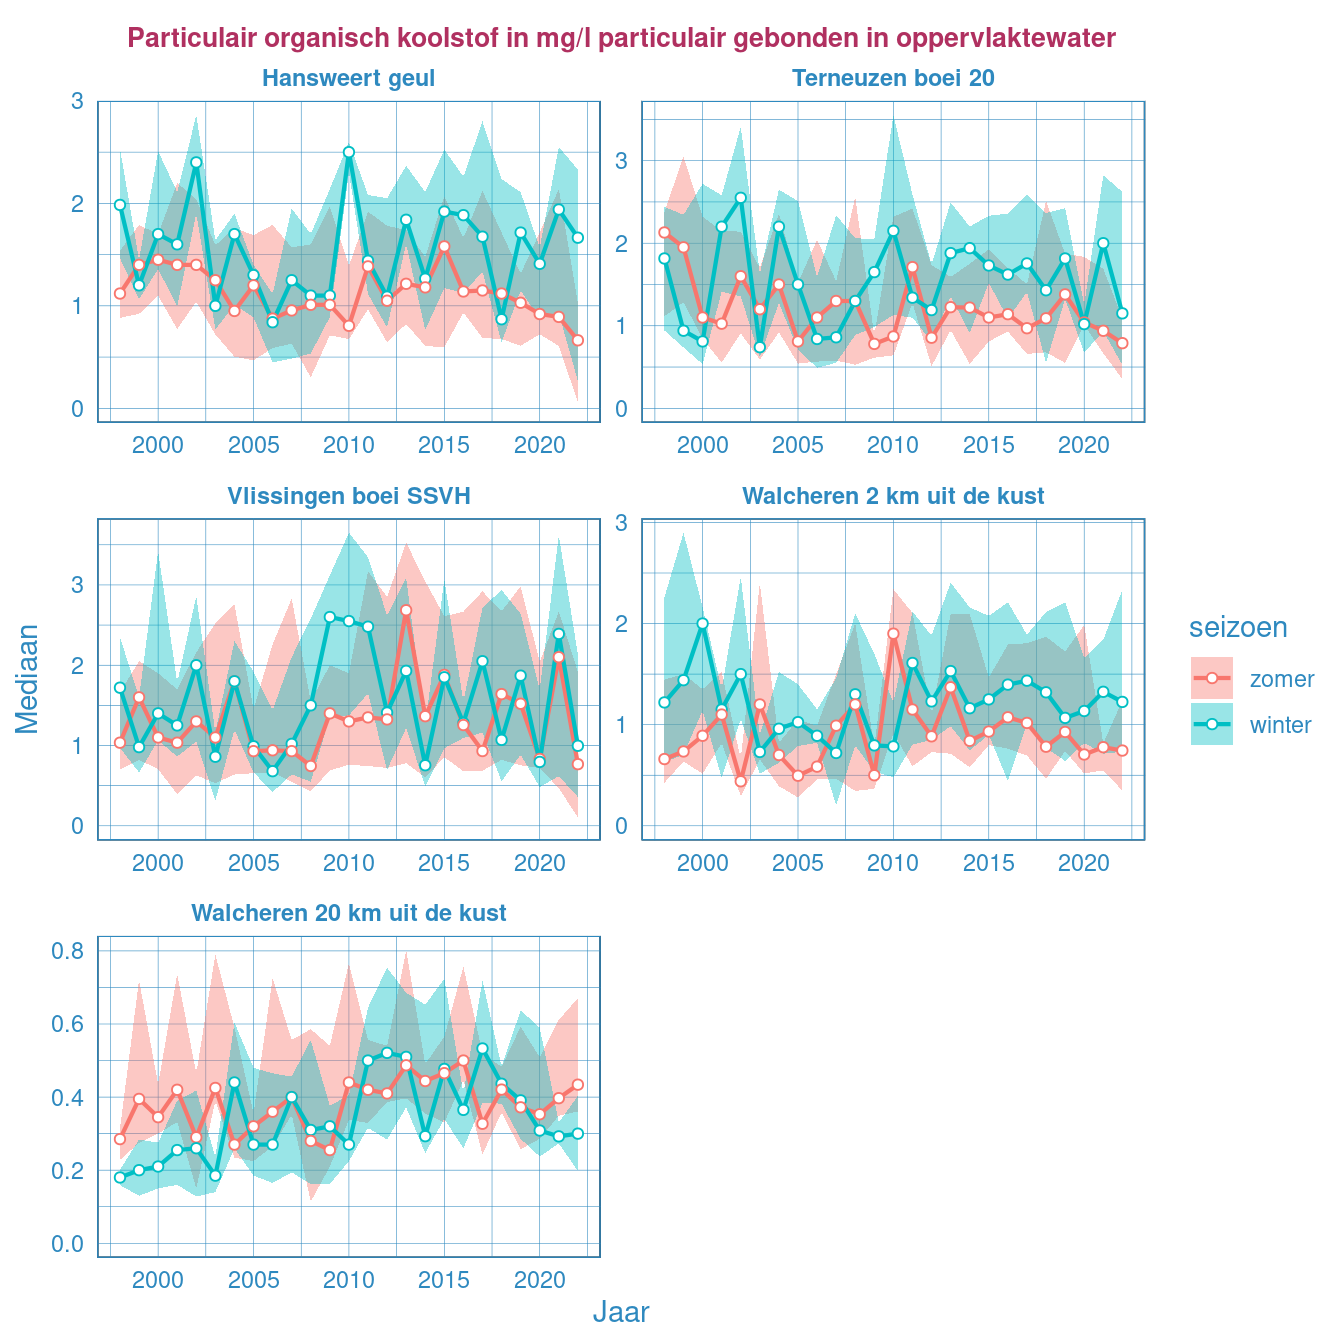 Particulair organisch koolstof in mg/l particulair gebonden in oppervlaktewater
Hansweert geul
Terneuzen boei 20
3
2
1
0
3
2
1
0
2000 2005 2010 2015 2020
2000 2005 2010 2015 2020
Vlissingen boei SSVH
Walcheren 2 km uit de kust
3
2
1
0
3
2
1
0
2000 2005 2010 2015 2020
2000 2005 2010 2015 2020
Walcheren 20 km uit de kust
0.8
0.6
0.4
0.2
0.0
2000 2005 2010 2015 2020
Mediaan
Jaar
seizoen
zomer
winter